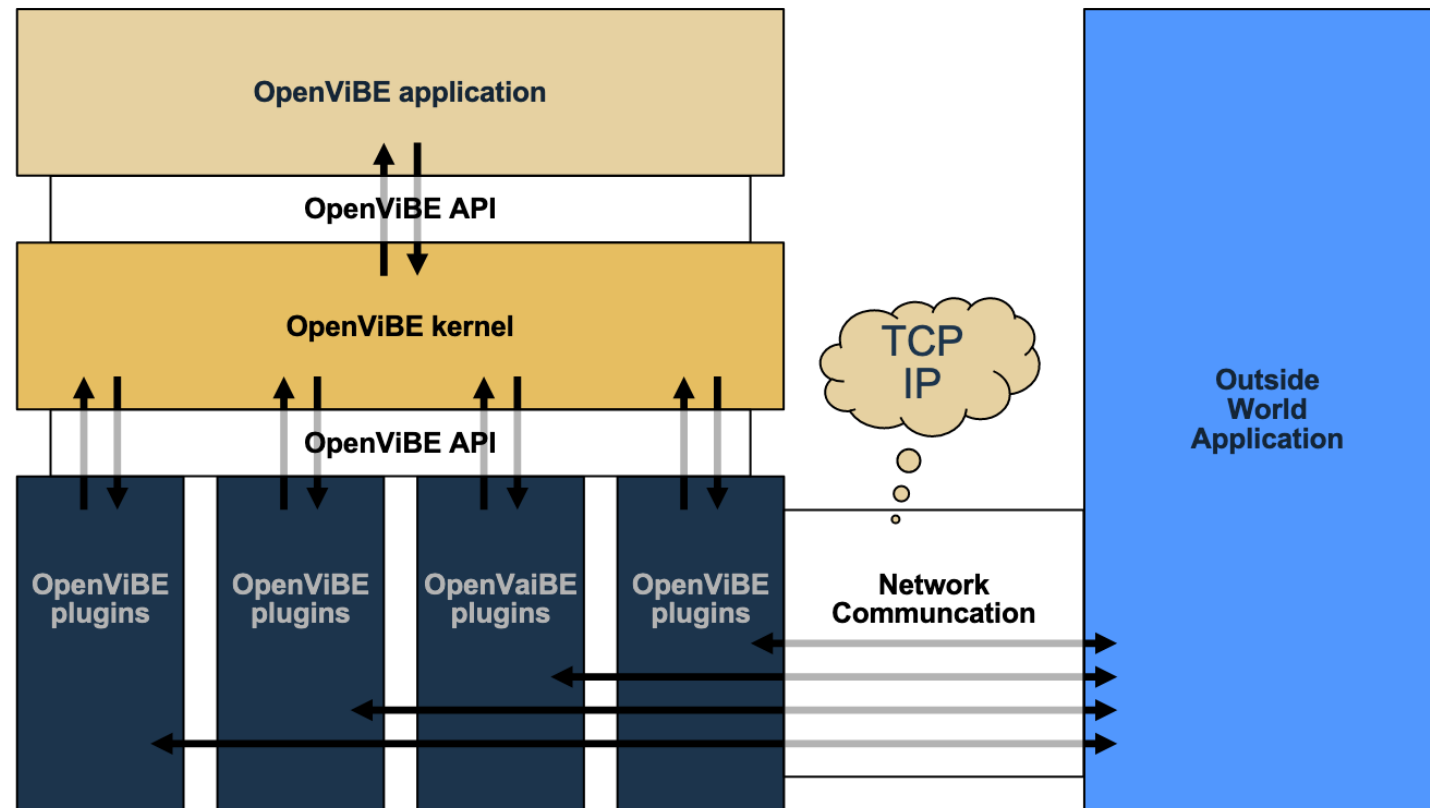 OpenViBE application
OpenViBE API
OpenViBE kernel
TCP
IP
Outside
World
Application
OpenViBE API
OpenViBE
plugins
OpenViBE
plugins
OpenVaiBE
plugins
OpenViBE
plugins
Network
Communcation